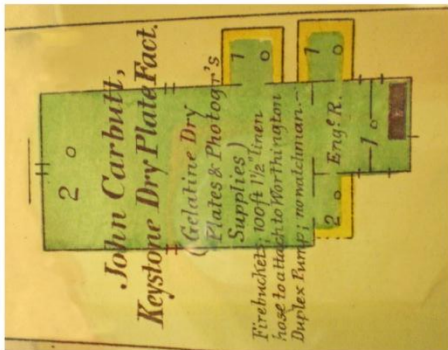 John Carbutt,
Keystone Dry Plate Fact.
(Gelatine Dry
Plates & Photogr's
Supplies)
Firebuckets; 100 ft 1½" linen
hose to attach to Worthington
Duplex Pump; no watchman.
2 o
1 o
1 o
2 o
Eng.e R.
1 o